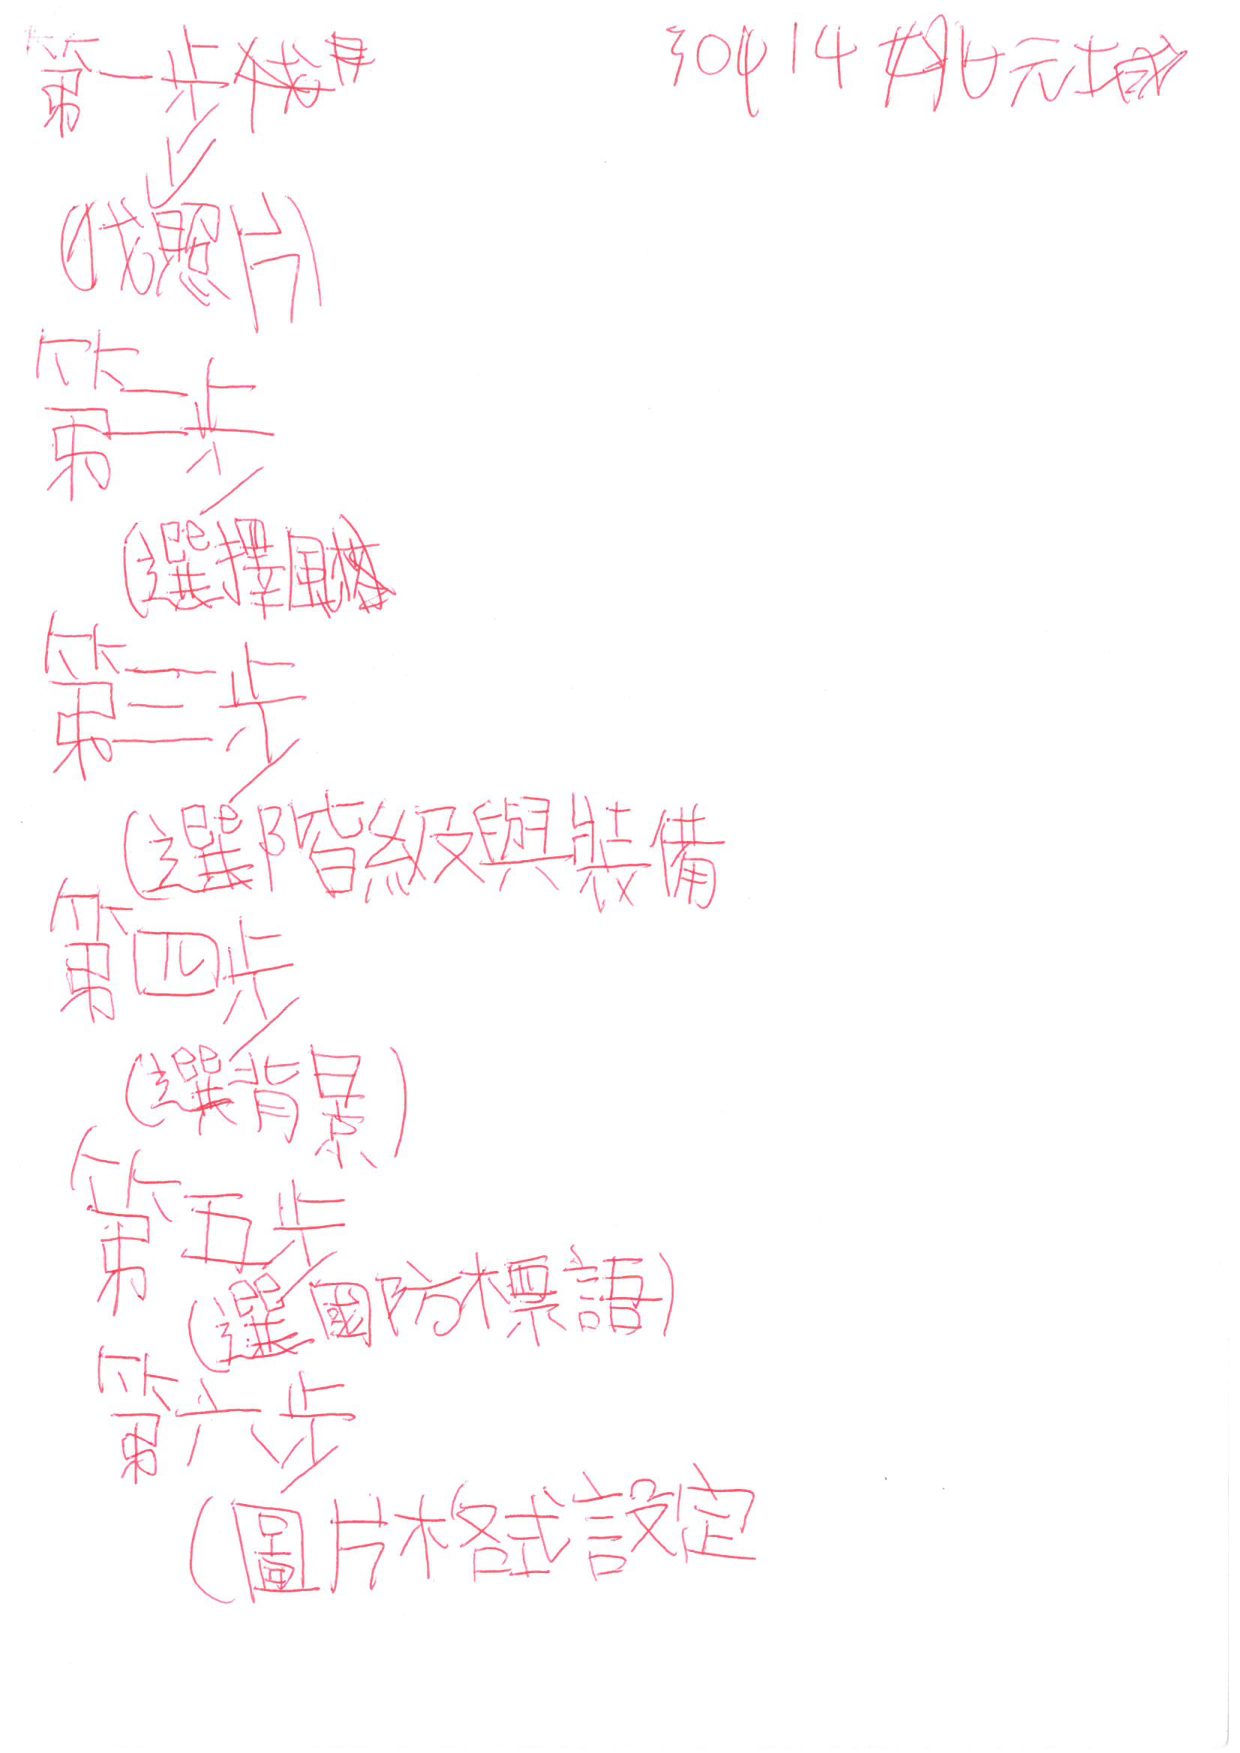 30414
第一步
(找照片)
第二步
(選擇風格
第三步
(選階級與裝備
第四步
(選背景)
第五步
(選國防標語)
第六步
(圖片格式設定